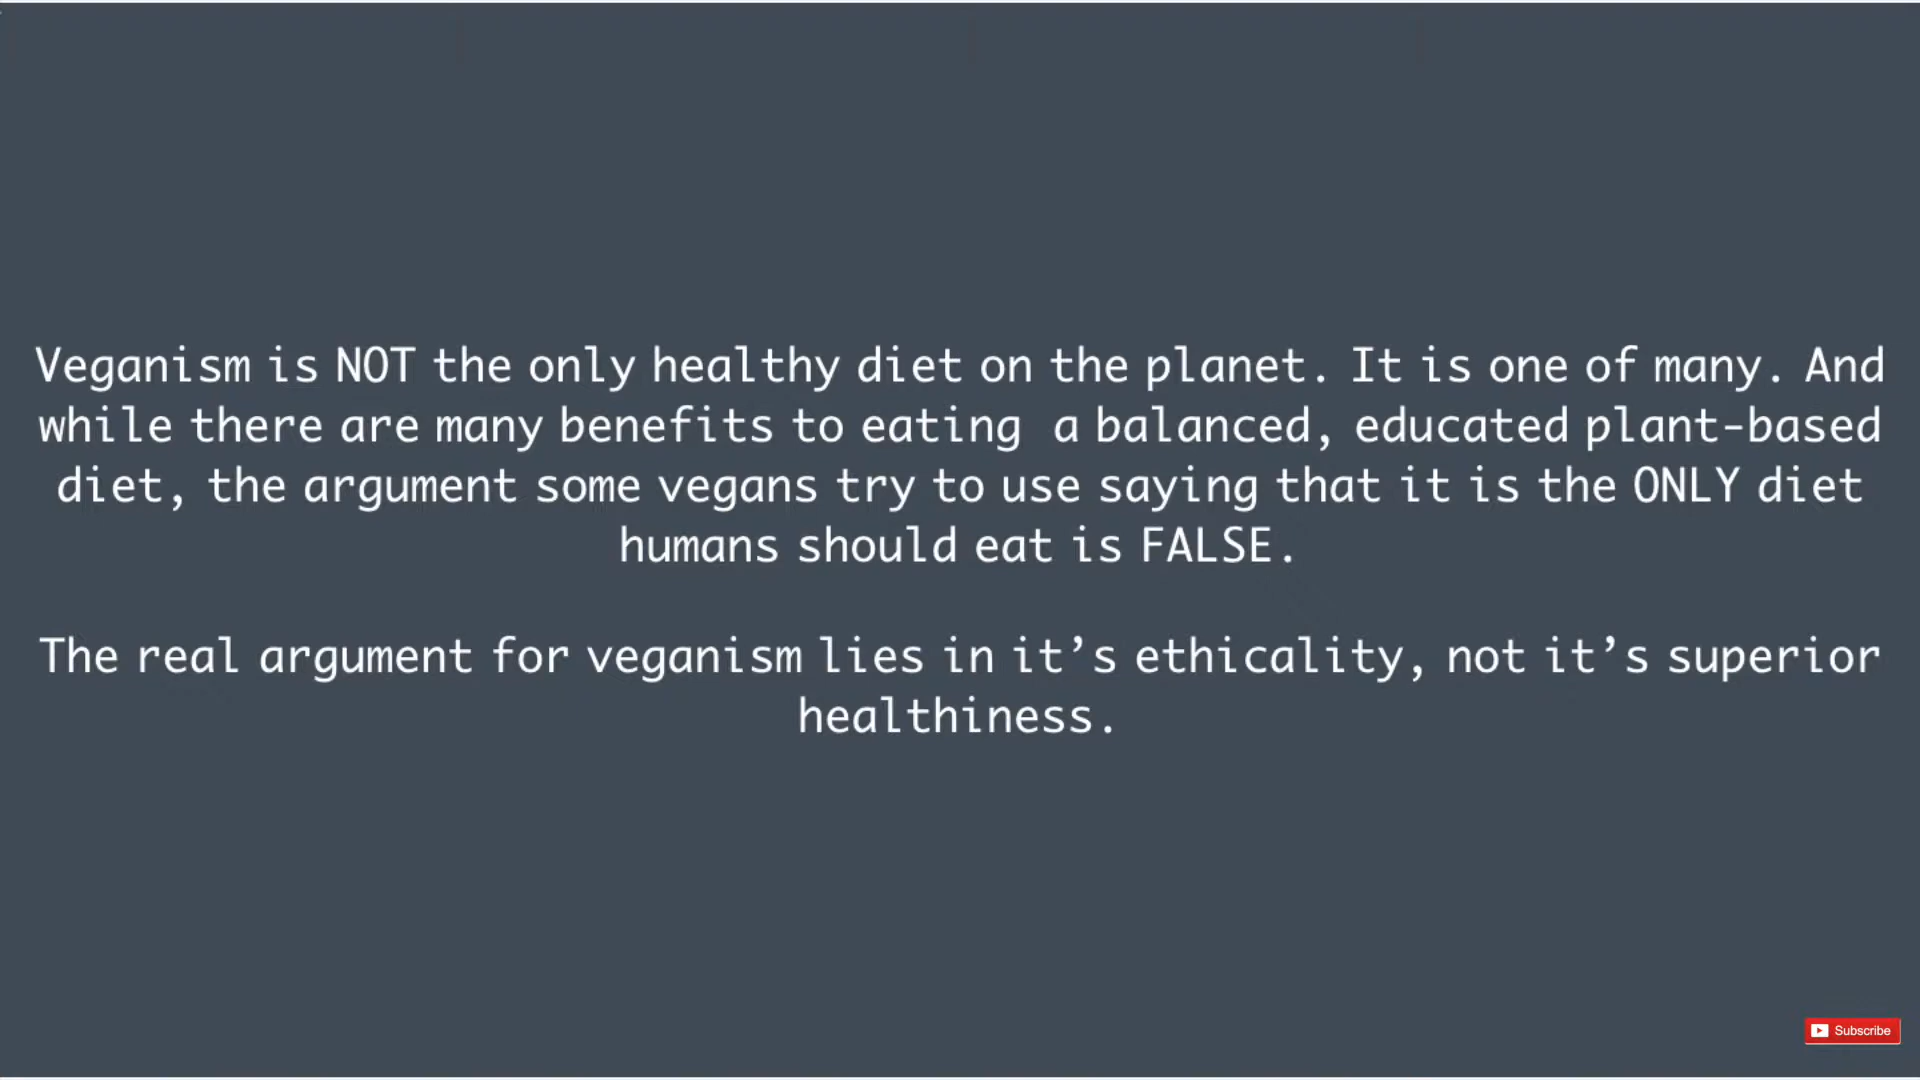 Veganism is NOT the only healthy diet on the planet. It is one of many. And
while there are many benefits to eating  a balanced, educated plant-based
diet, the argument some vegans try to use saying that it is the ONLY diet
humans should eat is FALSE.
The real argument for veganism lies in it’s ethicality, not it’s superior
healthiness.
Subscribe